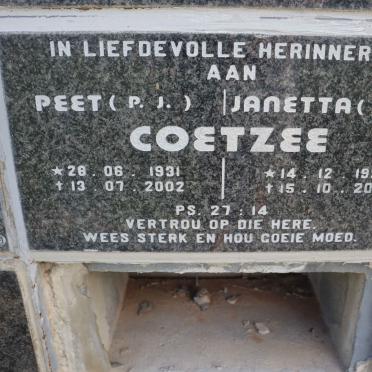 IN LIEFDEVOLLE HERINNER
AAN
PEET (P. J.) JANETTA (
COETZEE
★ 28 . 06 . 1931 ★ 14 . 12 . 19
✝ 13 . 07 . 2002 ✝ 15 . 10 . 20
PS. 27 : 14
VERTROU OP DIE HERE.
WEES STERK EN HOU GOEIE MOED.